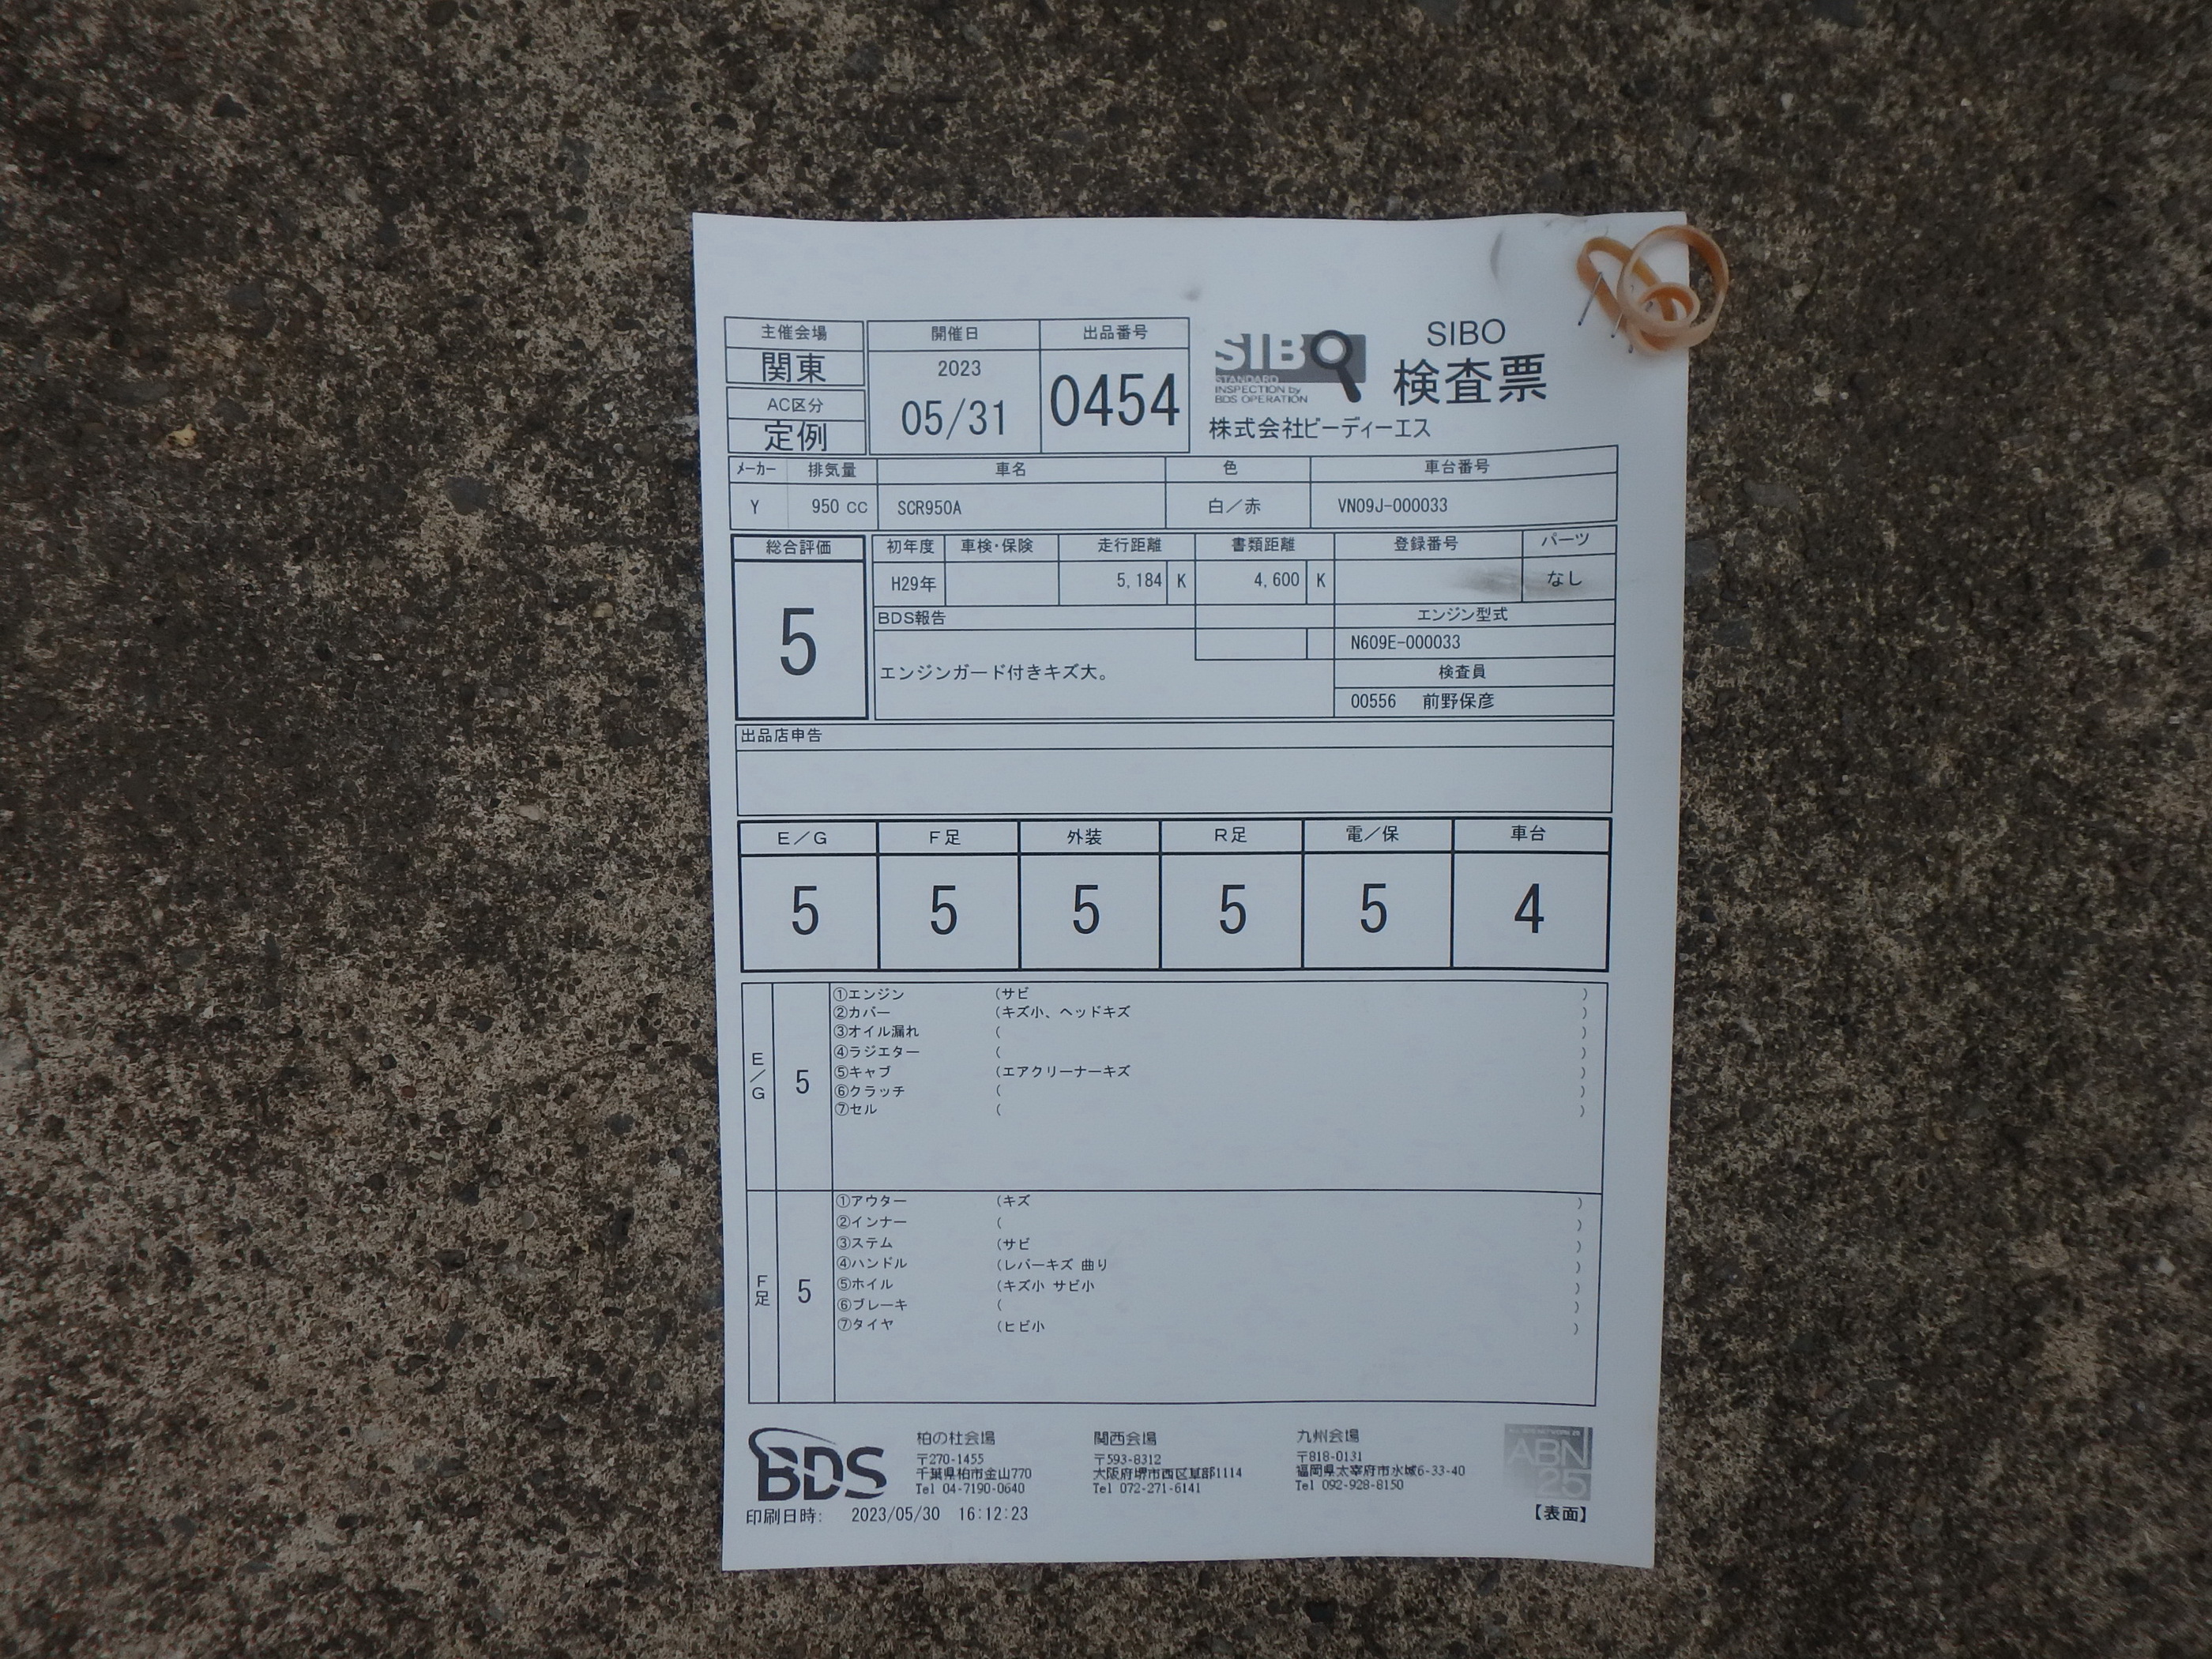 主催会場
関東
AC区分
定例
開催日
2023
05/31
出品番号
0454
SIBO
STANDARD
INSPECTION by
BDS OPERATION
SIBO
検査票
株式会社ビーディーエス
メーカー 排気量 車名 色 車台番号
Y 950 CC SCR950A 白/赤 VN09J-000033
総合評価
5
初年度 車検・保険 走行距離 書類距離 登録番号 パーツ
H29年 5,184 K 4,600 K なし
BDS報告
エンジンガード付きキズ大。
エンジン型式
N609E-000033
検査員
00556 前野保彦
出品店申告
E/G F足 外装 R足 電/保 車台
5 5 5 5 5 4
E/G
5
①エンジン (サビ )
②カバー (キズ小、ヘッドキズ )
③オイル漏れ ( )
④ラジエター ( )
⑤キャブ (エアクリーナーキズ )
⑥クラッチ ( )
⑦セル ( )
F足
5
①アウター (キズ )
②インナー ( )
③ステム (サビ )
④ハンドル (レバーキズ 曲り )
⑤ホイル (キズ小 サビ小 )
⑥ブレーキ ( )
⑦タイヤ (ヒビ小 )
BDS
柏の杜会場
〒270-1455
千葉県柏市金山770
Tel 04-7190-0640
関西会場
〒593-8312
大阪府堺市西区草部1114
Tel 072-271-6141
九州会場
〒818-0131
福岡県太宰府市水城6-33-40
Tel 092-928-8150
ABN
25
印刷日時: 2023/05/30 16:12:23
【表面】